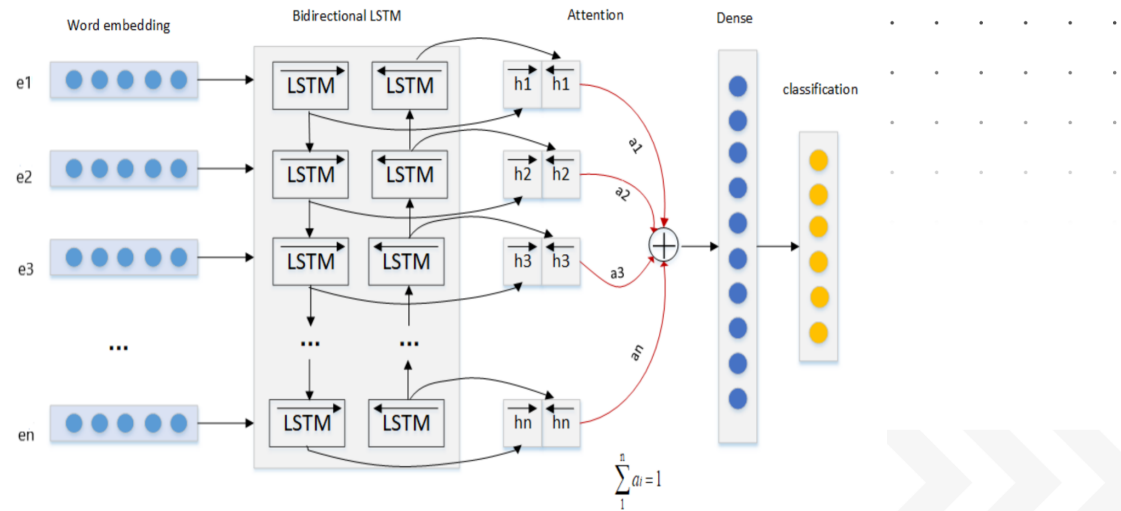 Word embedding
Bidirectional LSTM
Attention
Dense
classification
e1
LSTM LSTM
h1 h1
a1
e2
LSTM LSTM
h2 h2
a2
e3
LSTM LSTM
h3 h3
a3
...
... ...
an
en
LSTM LSTM
hn hn
n
∑ ai = 1
1